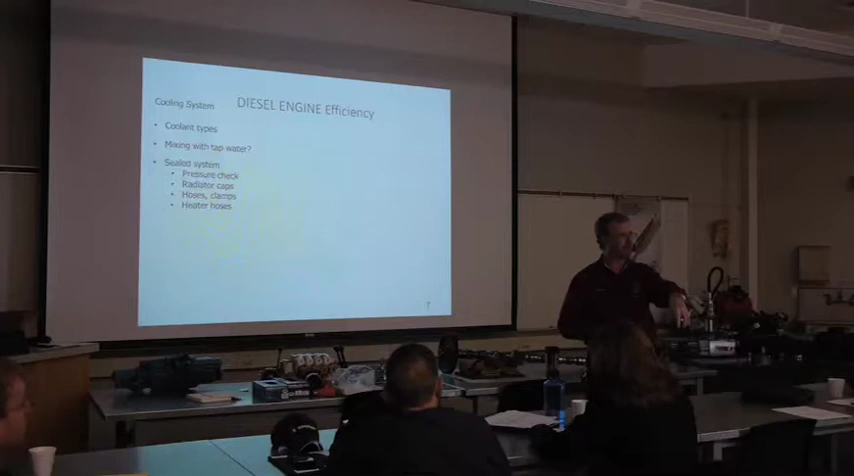 DIESEL ENGINE Efficiency
Cooling System
• Coolant types
• Mixing with tap water?
• Sealed system
• Pressure check
• Radiator caps
• Hoses, clamps
• Heater hoses
7